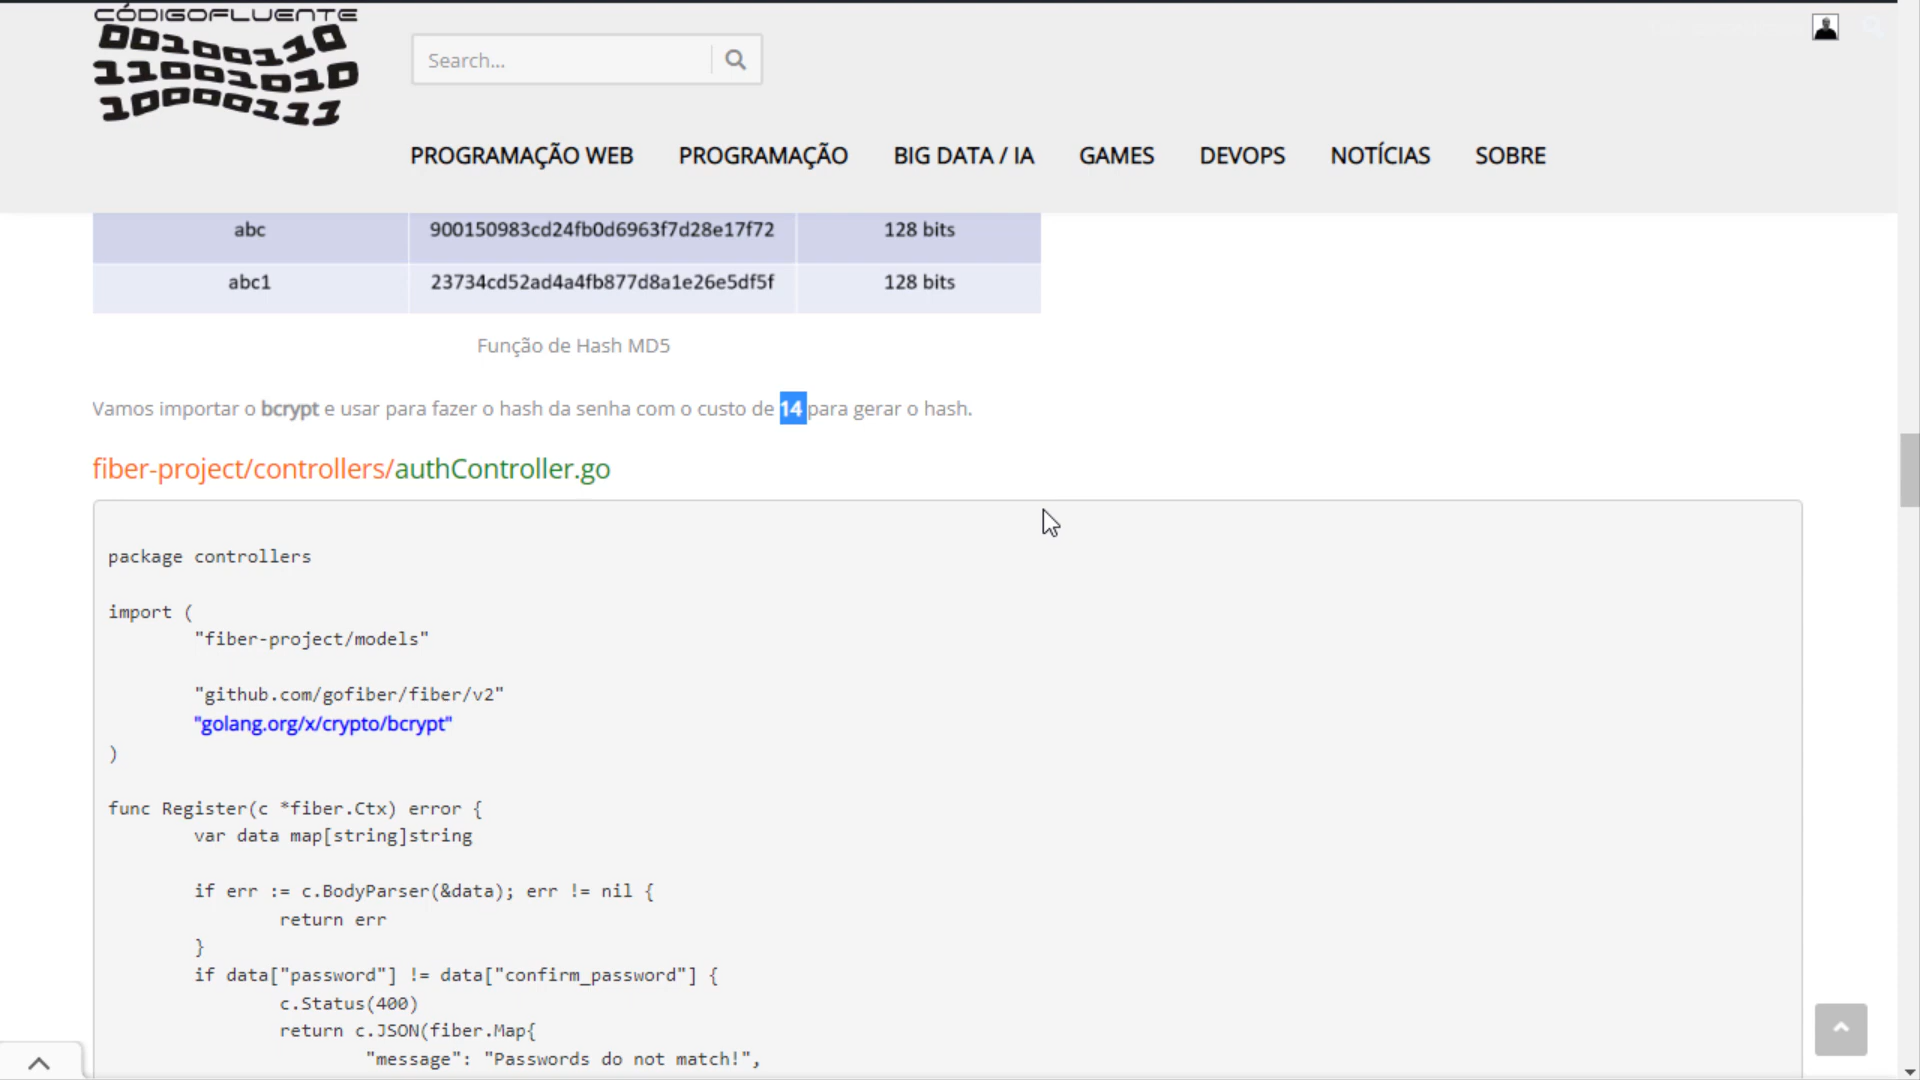 CÓDIGOFLUENTE
00100110
11001010
10000111
Search...
PROGRAMAÇÃO WEB PROGRAMAÇÃO BIG DATA / IA GAMES DEVOPS NOTÍCIAS SOBRE
abc 900150983cd24fb0d6963f7d28e17f72 128 bits
abc1 23734cd52ad4a4fb877d8a1e26e5df5f 128 bits
Função de Hash MD5
Vamos importar o bcrypt e usar para fazer o hash da senha com o custo de 14 para gerar o hash.
fiber-project/controllers/authController.go
package controllers
import (
"fiber-project/models"
"github.com/gofiber/fiber/v2"
"golang.org/x/crypto/bcrypt"
)
func Register(c *fiber.Ctx) error {
var data map[string]string
if err := c.BodyParser(&data); err != nil {
return err
}
if data["password"] != data["confirm_password"] {
c.Status(400)
return c.JSON(fiber.Map{
"message": "Passwords do not match!",